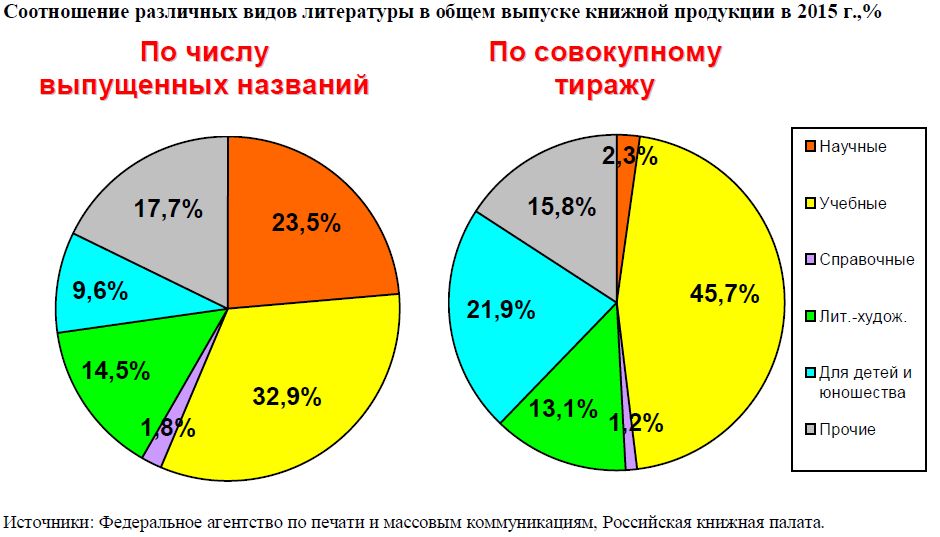 Соотношение различных видов литературы в общем выпуске книжной продукции в 2015 г.,%
По числу
выпущенных названий
По совокупному
тиражу
17,7%
23,5%
9,6%
14,5%
1,8%
32,9%
2,3%
15,8%
45,7%
21,9%
13,1%
1,2%
Научные
Учебные
Справочные
Лит.-худож.
Для детей и
юношества
Прочие
Источники: Федеральное агентство по печати и массовым коммуникациям, Российская книжная палата.